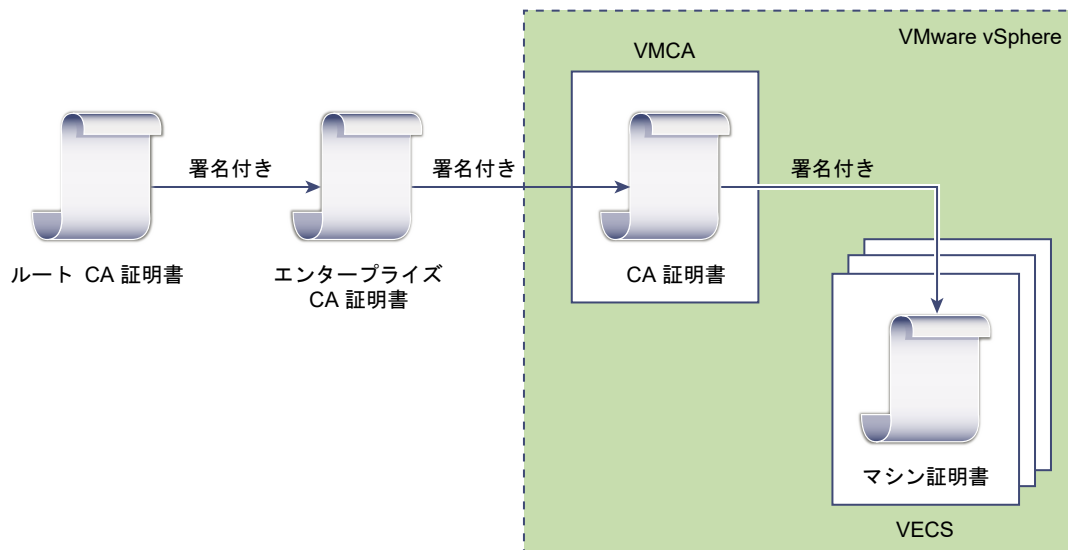 VMware vSphere
VMCA
署名付き
署名付き
署名付き
ルート CA 証明書
エンタープライズ
CA 証明書
CA 証明書
マシン証明書
VECS